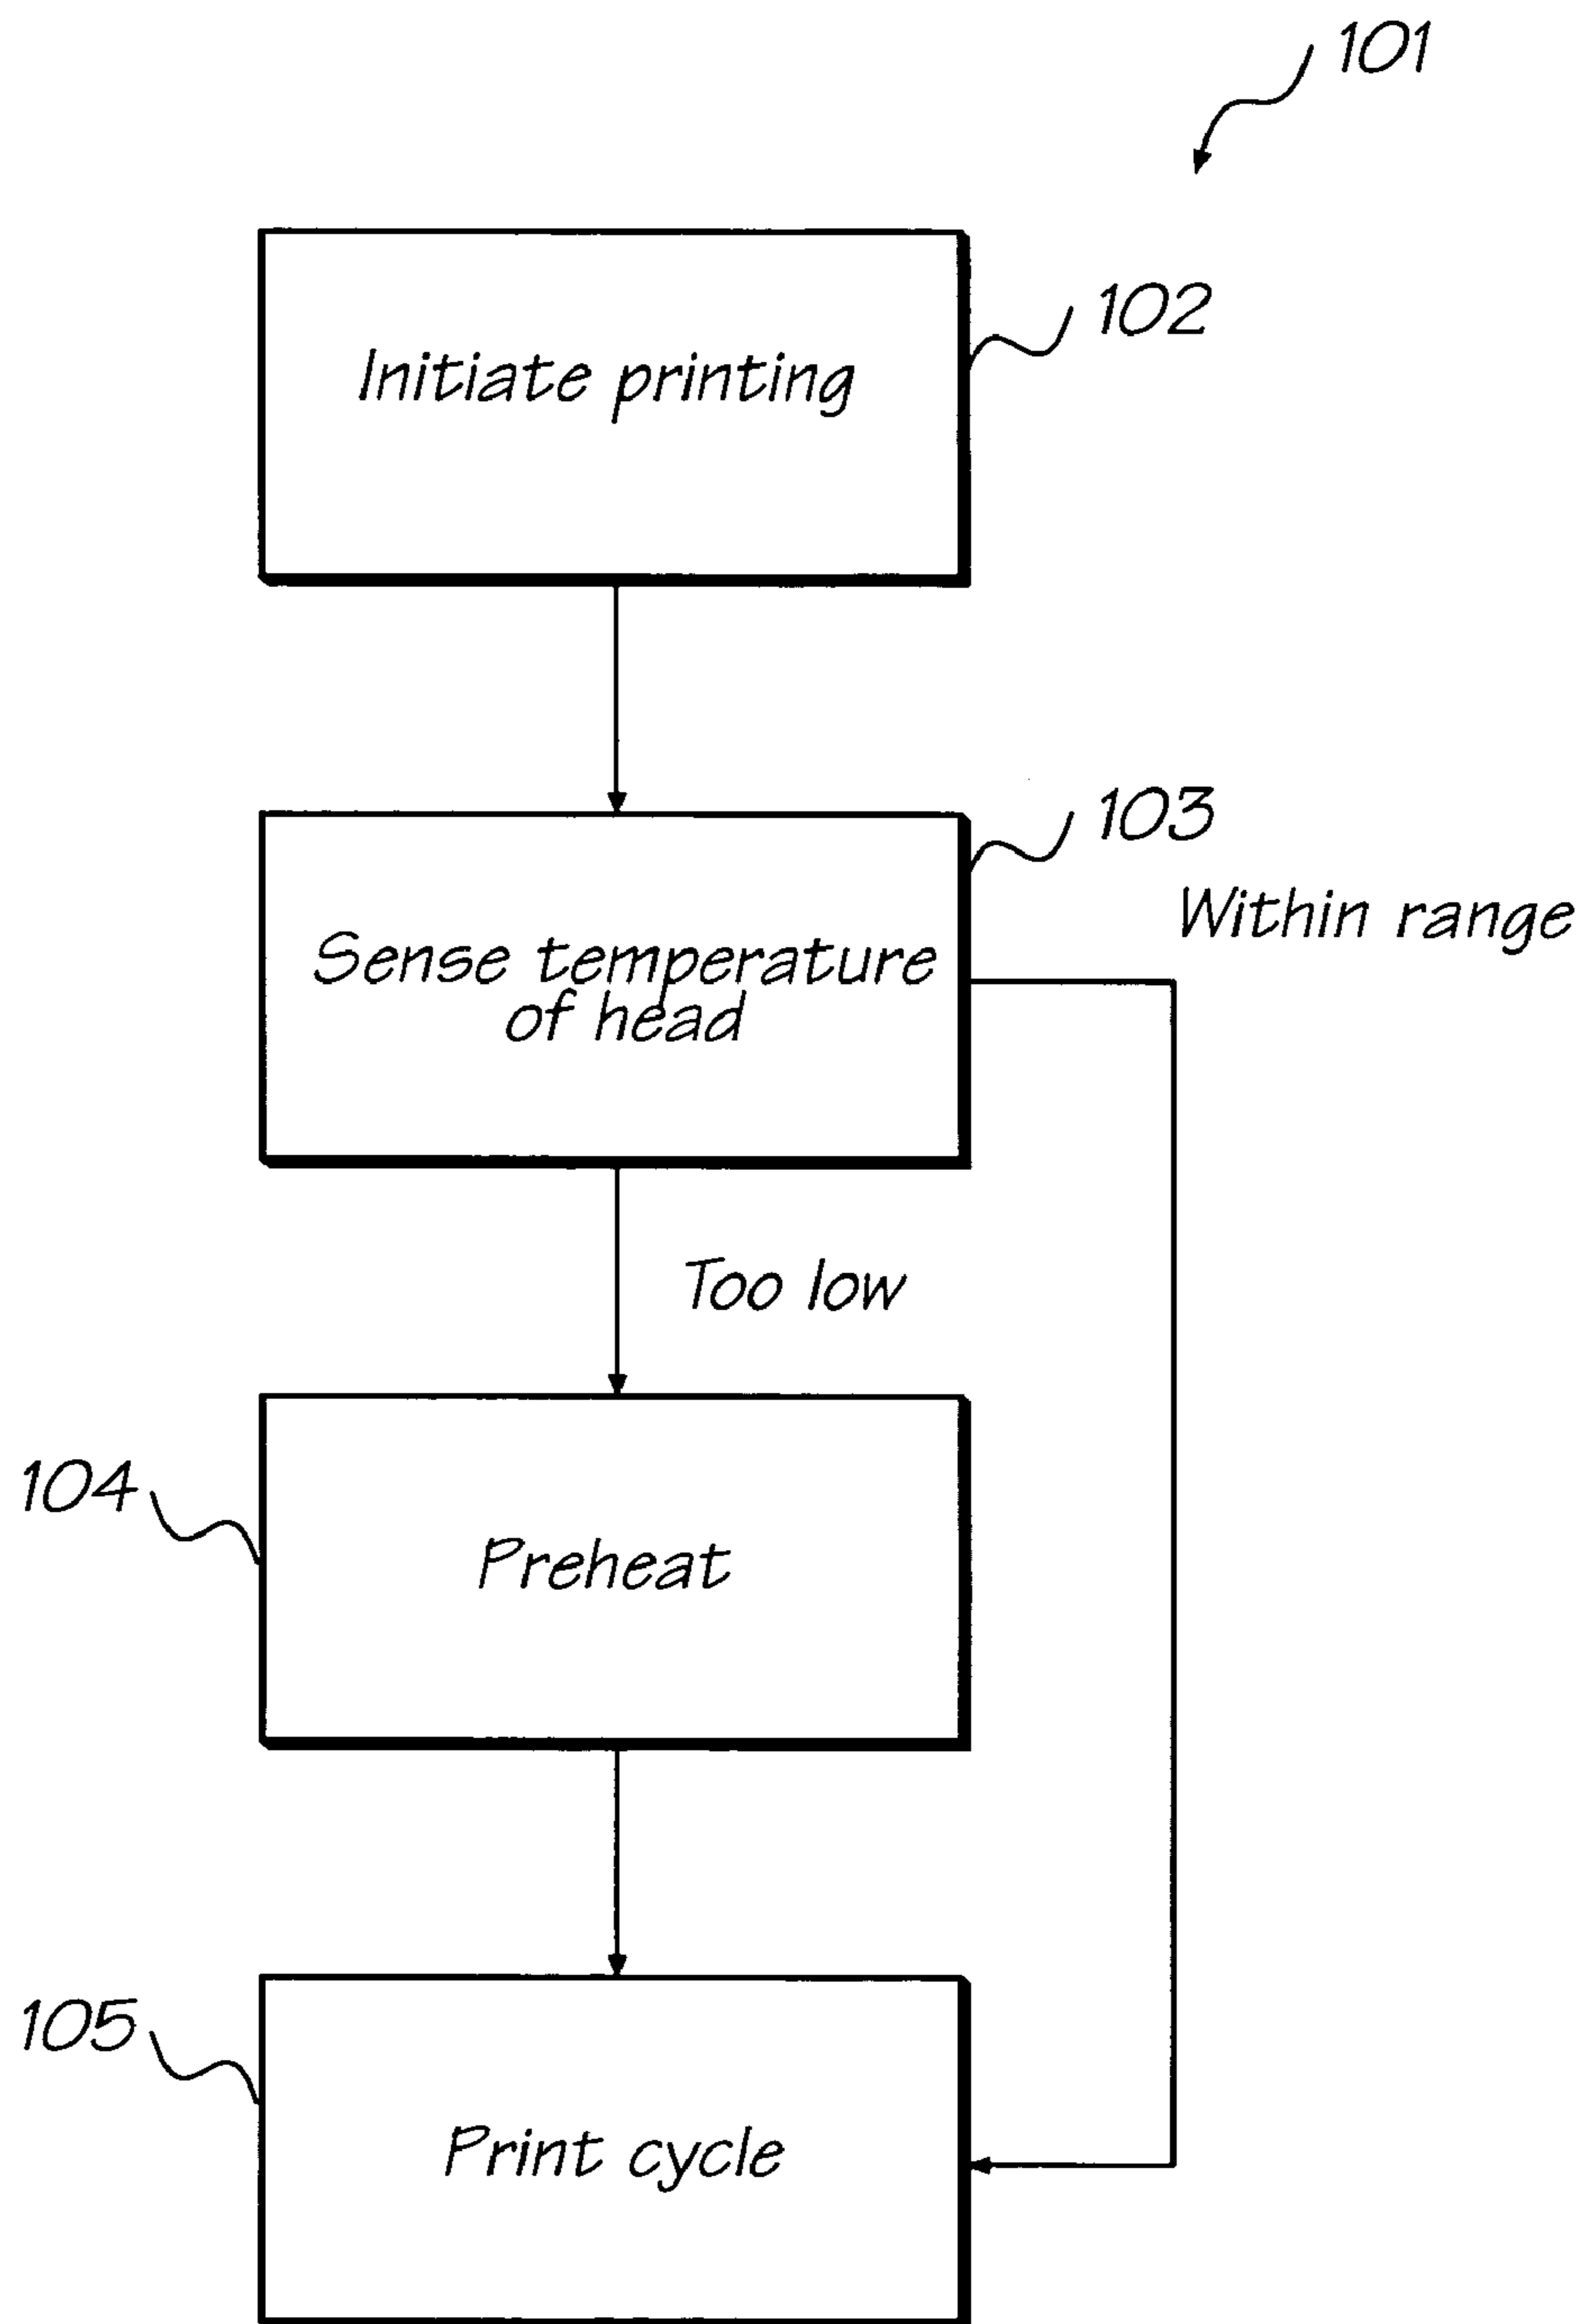 101
Initiate printing
102
103
Within range
Sense temperature
of head
Too low
104
Preheat
105
Print cycle